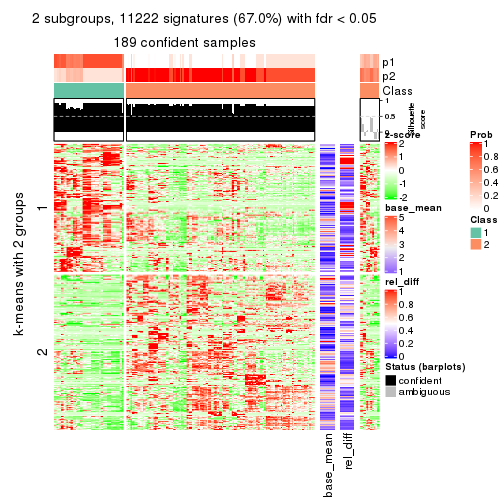 2 subgroups, 11222 signatures (67.0%) with fdr < 0.05
189 confident samples
p1
p2
Class
1
0.5
0
Silhouette
score
k-means with 2 groups
1
2
base_mean
rel_diff
z-score
2
1
0
-1
-2
base_mean
5
4
3
2
1
rel_diff
1
0.8
0.6
0.4
0.2
0
Status (barplots)
confident
ambiguous
Prob
1
0.8
0.6
0.4
0.2
0
Class
1
2